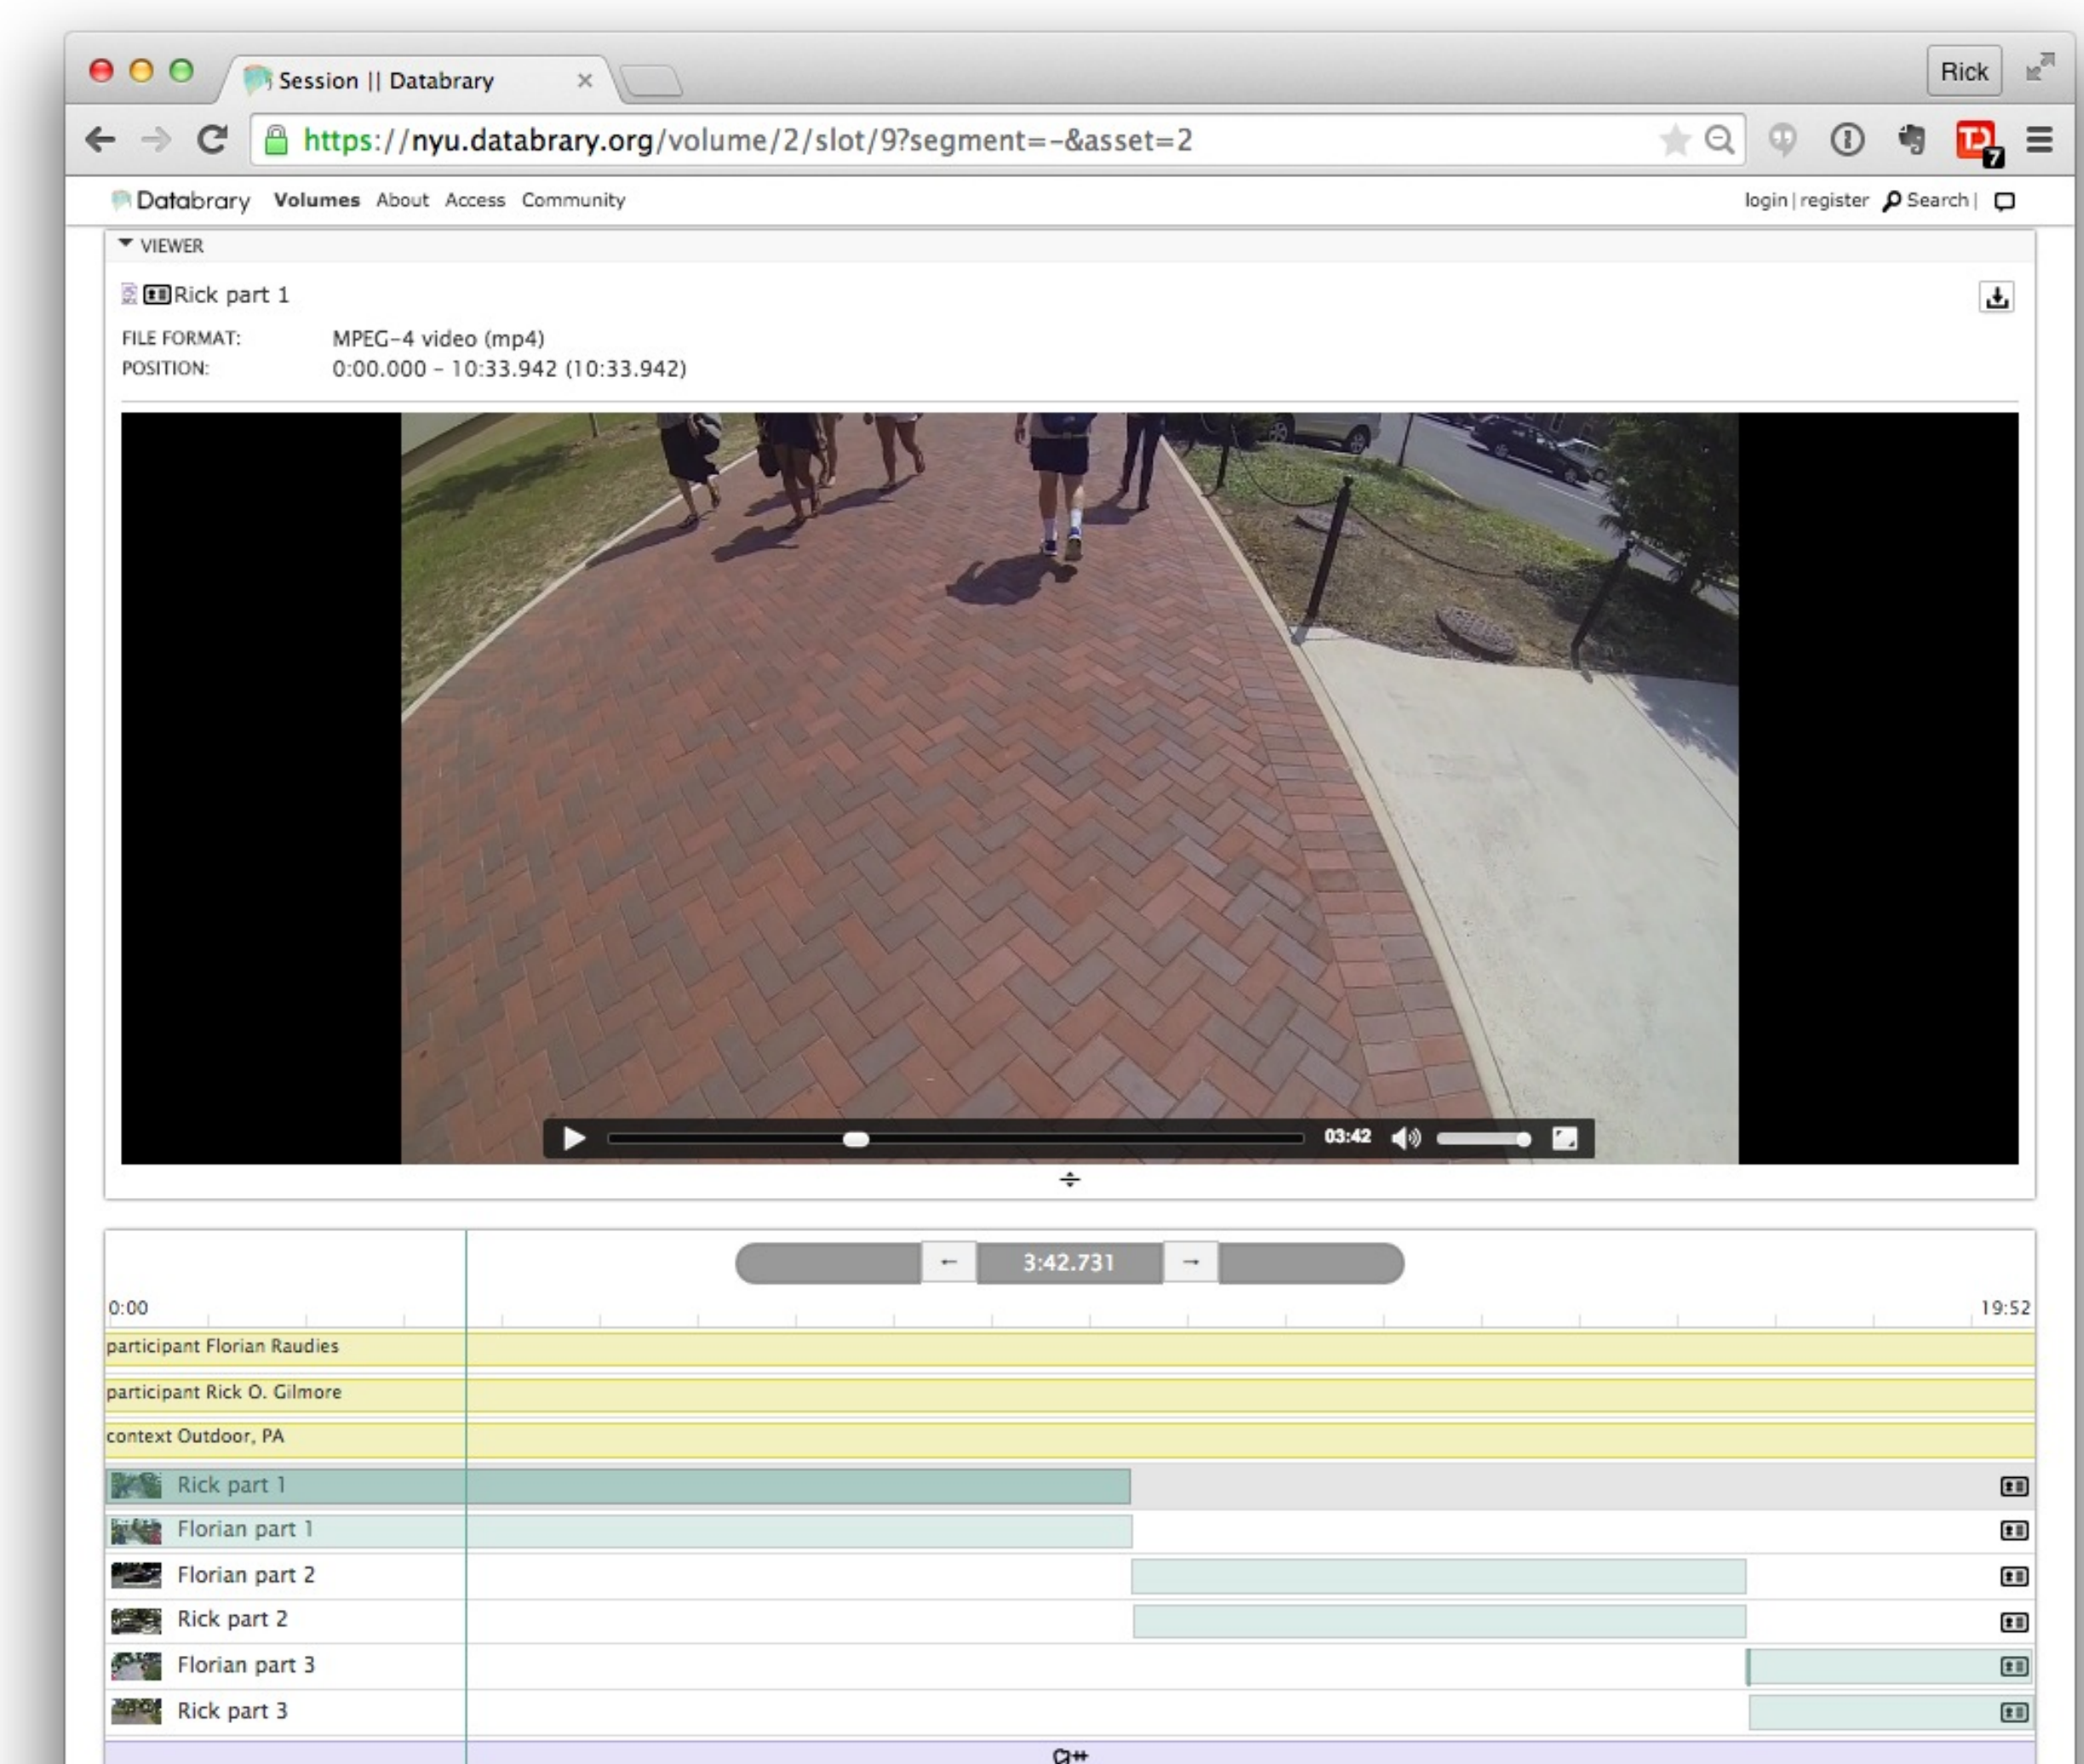 Session || Databrary
Rick
https://nyu.databrary.org/volume/2/slot/9?segment=-&asset=2
7
Databrary Volumes About Access Community
login | register Search |
VIEWER
Rick part 1
FILE FORMAT: MPEG-4 video (mp4)
POSITION: 0:00.000 - 10:33.942 (10:33.942)
03:42
← 3:42.731 →
0:00 19:52
participant Florian Raudies
participant Rick O. Gilmore
context Outdoor, PA
Rick part 1
Florian part 1
Florian part 2
Rick part 2
Florian part 3
Rick part 3